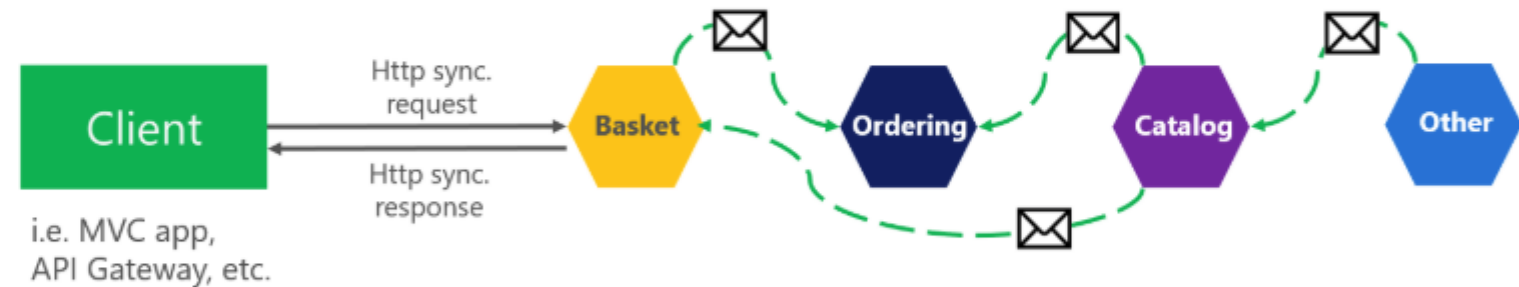 Client
Http sync.
request
Http sync.
response
i.e. MVC app,
API Gateway, etc.
Basket
Ordering
Catalog
Other